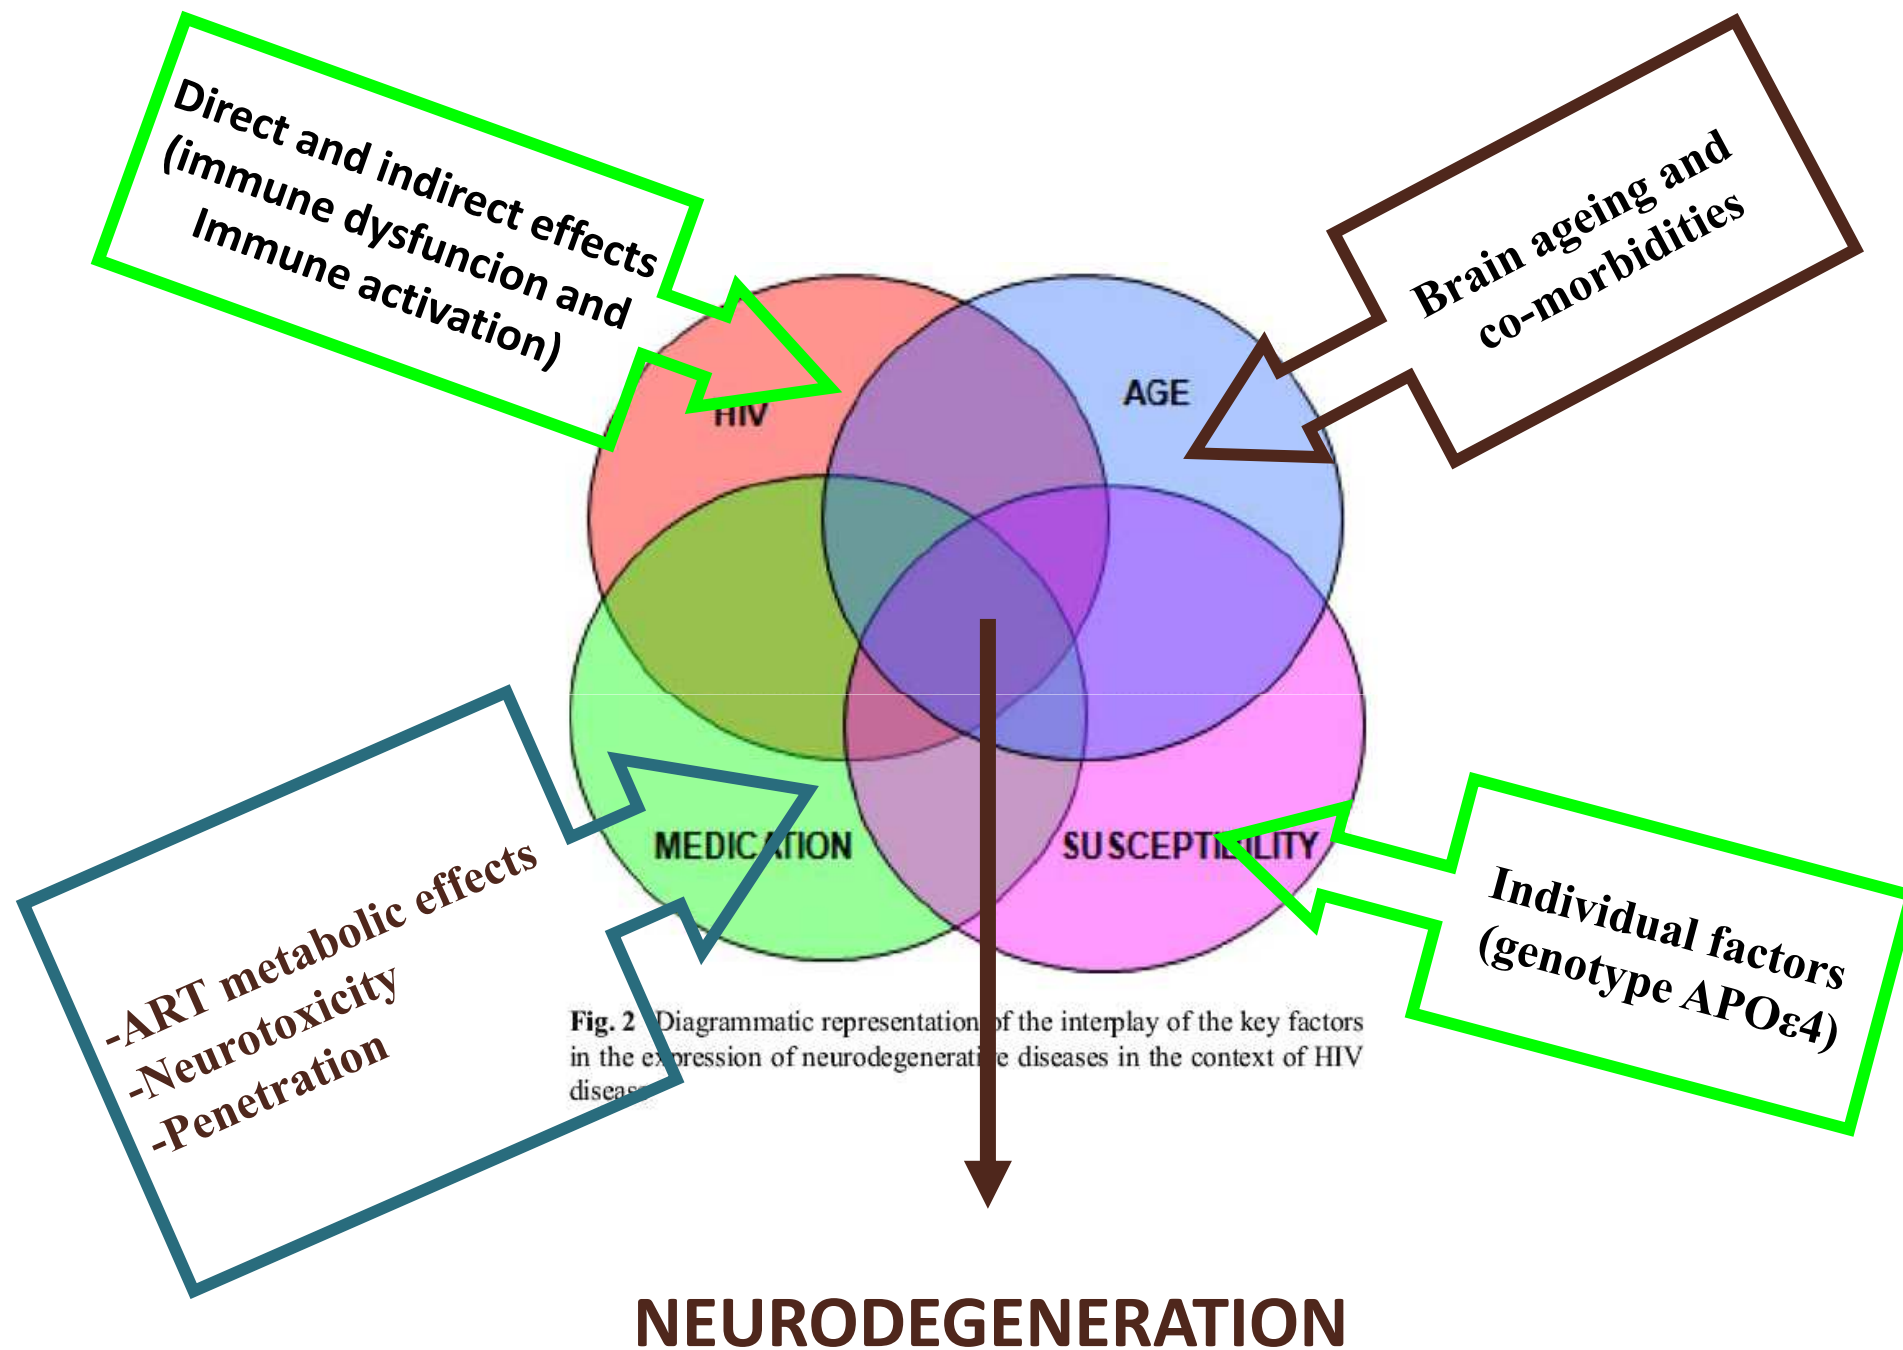 Direct and indirect effects
(immune dysfuncion and
Immune activation)
Brain ageing and
co-morbidities
HIV
AGE
MEDICATION
SUSCEPTIBILITY
-ART metabolic effects
-Neurotoxicity
-Penetration
Individual factors
(genotype APOε4)
Fig. 2 Diagrammatic representation of the interplay of the key factors
in the expression of neurodegenerative diseases in the context of HIV
disease
NEURODEGENERATION